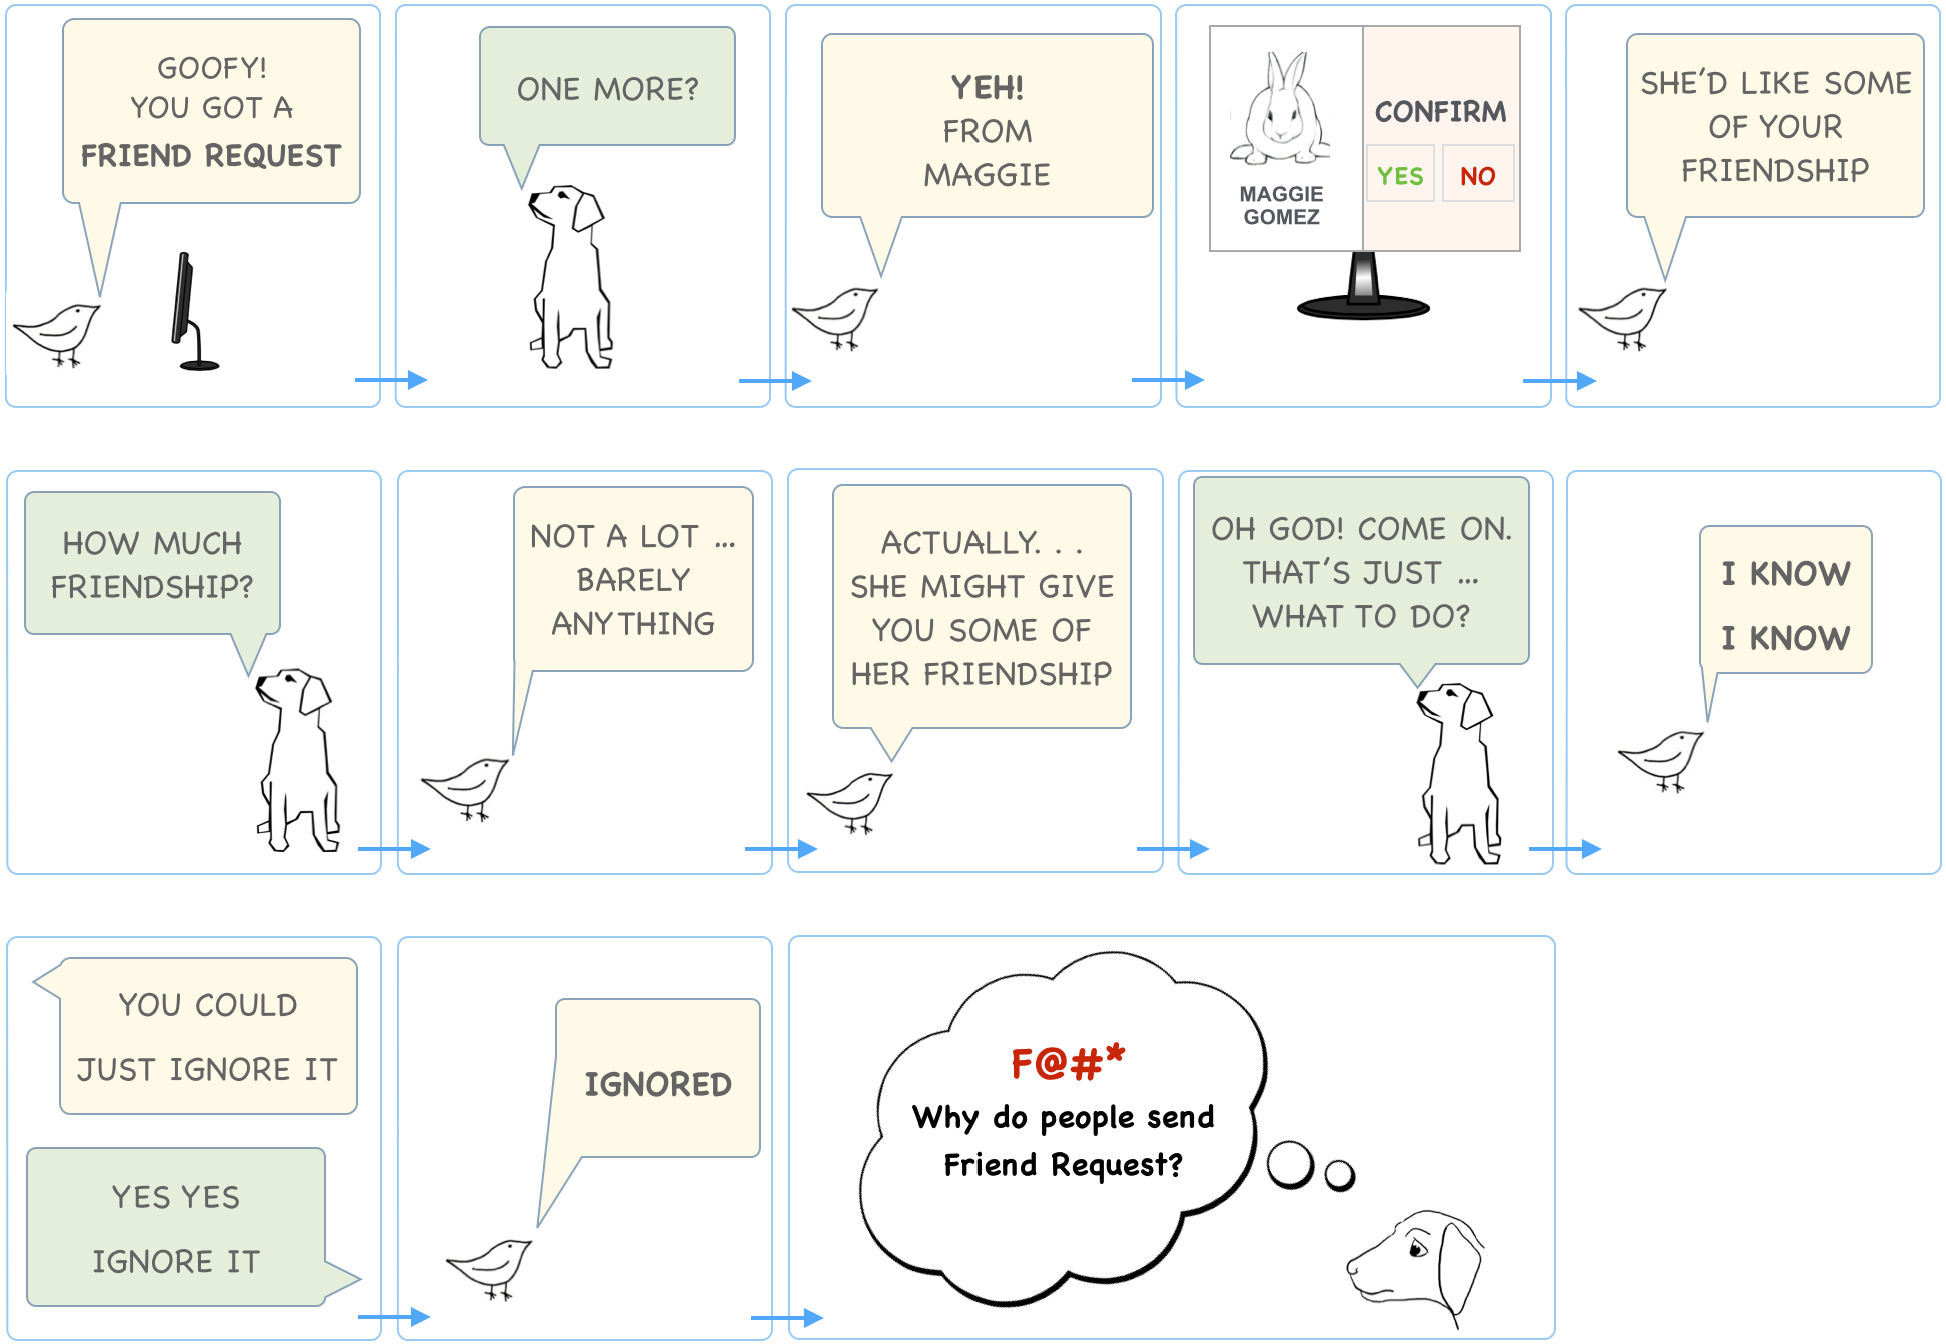 GOOFY!
YOU GOT A
FRIEND REQUEST
ONE MORE?
YEH!
FROM
MAGGIE
MAGGIE
GOMEZ
CONFIRM
YES NO
SHE'D LIKE SOME
OF YOUR
FRIENDSHIP
HOW MUCH
FRIENDSHIP?
NOT A LOT ...
BARELY
ANYTHING
ACTUALLY. . .
SHE MIGHT GIVE
YOU SOME OF
HER FRIENDSHIP
OH GOD! COME ON.
THAT'S JUST ...
WHAT TO DO?
I KNOW
I KNOW
YOU COULD
JUST IGNORE IT
YES YES
IGNORE IT
IGNORED
F@#*
Why do people send
Friend Request?